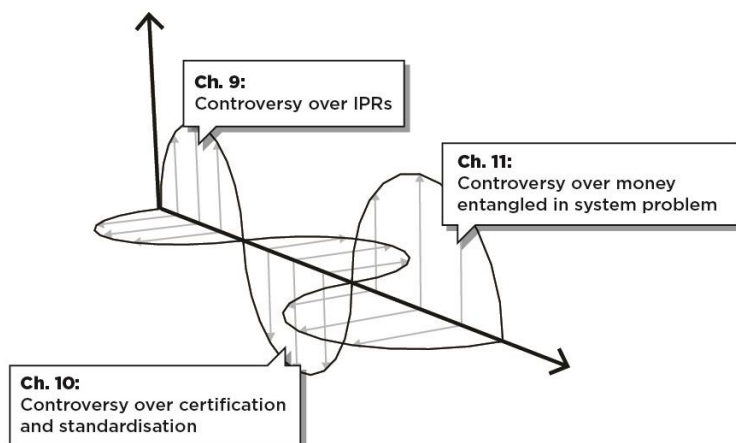 Ch. 9:
Controversy over IPRs
Ch. 11:
Controversy over money
entangled in system problem
Ch. 10:
Controversy over certification
and standardisation